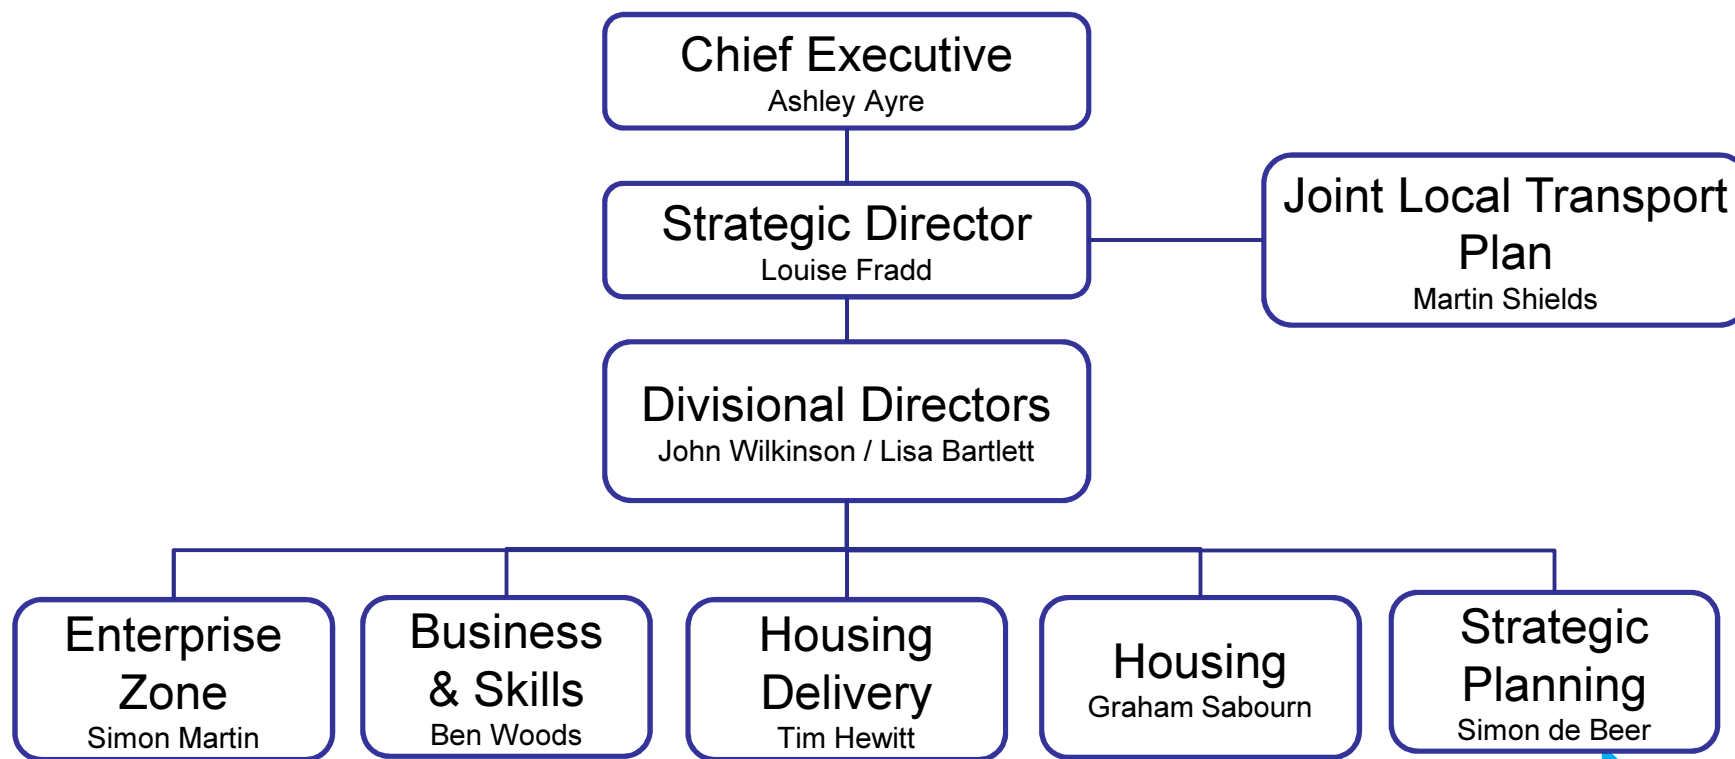 Chief Executive
Ashley Ayre
Strategic Director
Louise Fradd
Joint Local Transport
Plan
Martin Shields
Divisional Directors
John Wilkinson / Lisa Bartlett
Enterprise
Zone
Simon Martin
Business
& Skills
Ben Woods
Housing
Delivery
Tim Hewitt
Housing
Graham Sabourn
Strategic
Planning
Simon de Beer